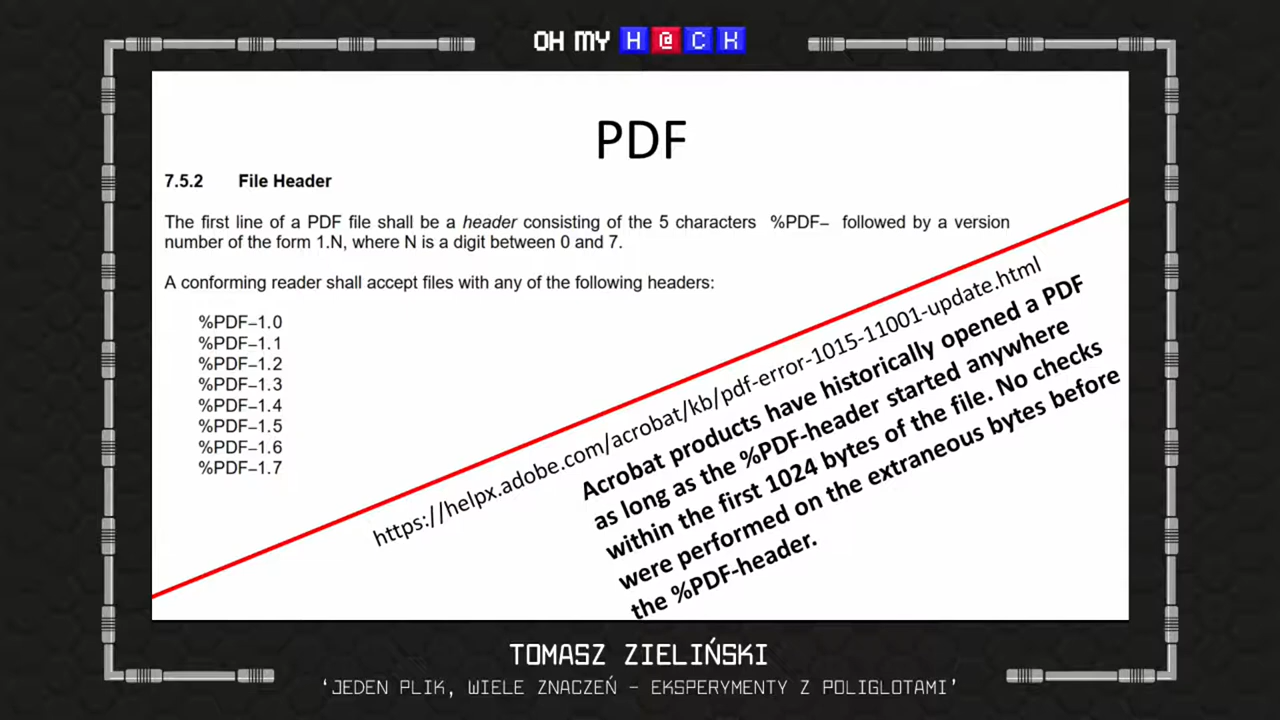 OH MY H@CK
PDF
7.5.2 File Header
The first line of a PDF file shall be a header consisting of the 5 characters %PDF– followed by a version
number of the form 1.N, where N is a digit between 0 and 7.
A conforming reader shall accept files with any of the following headers:
%PDF–1.0
%PDF–1.1
%PDF–1.2
%PDF–1.3
%PDF–1.4
%PDF–1.5
%PDF–1.6
%PDF–1.7
https://helpx.adobe.com/acrobat/kb/pdf-error-1015-11001-update.html
Acrobat products have historically opened a PDF
as long as the %PDF-header started anywhere
within the first 1024 bytes of the file. No checks
were performed on the extraneous bytes before
the %PDF-header.
TOMASZ ZIELIŃSKI
'JEDEN PLIK, WIELE ZNACZEŃ – EKSPERYMENTY Z POLIGLOTAMI'